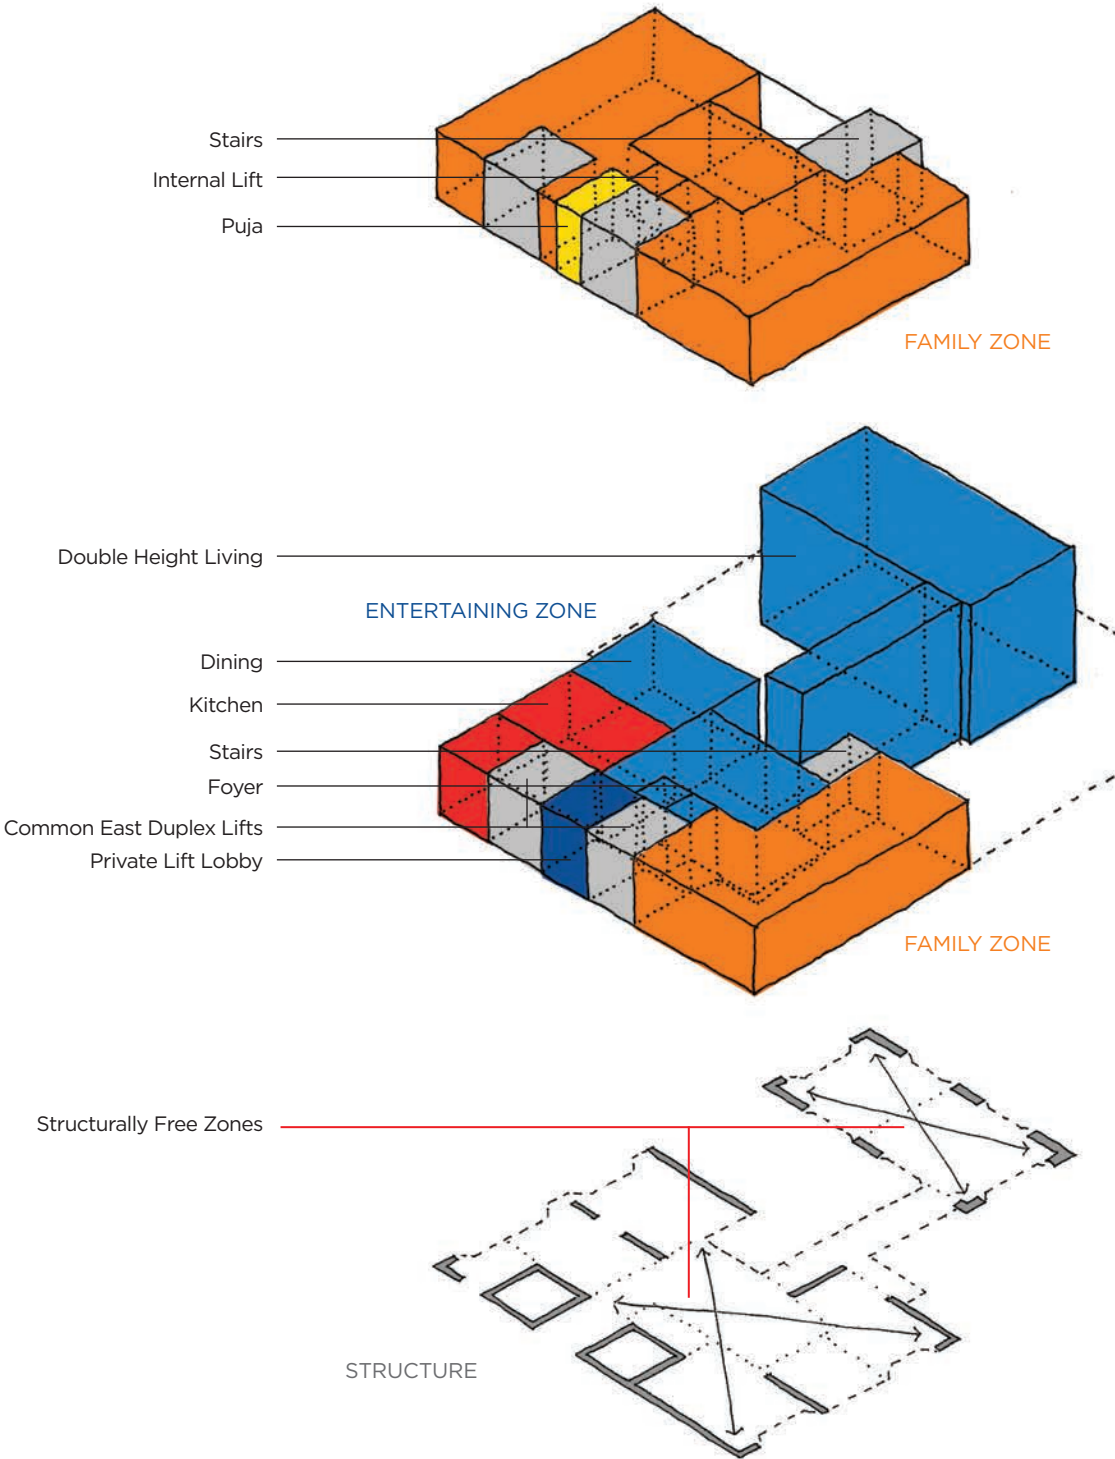 Stairs
Internal Lift
Puja
FAMILY ZONE
Double Height Living
ENTERTAINING ZONE
Dining
Kitchen
Stairs
Foyer
Common East Duplex Lifts
Private Lift Lobby
FAMILY ZONE
Structurally Free Zones
STRUCTURE